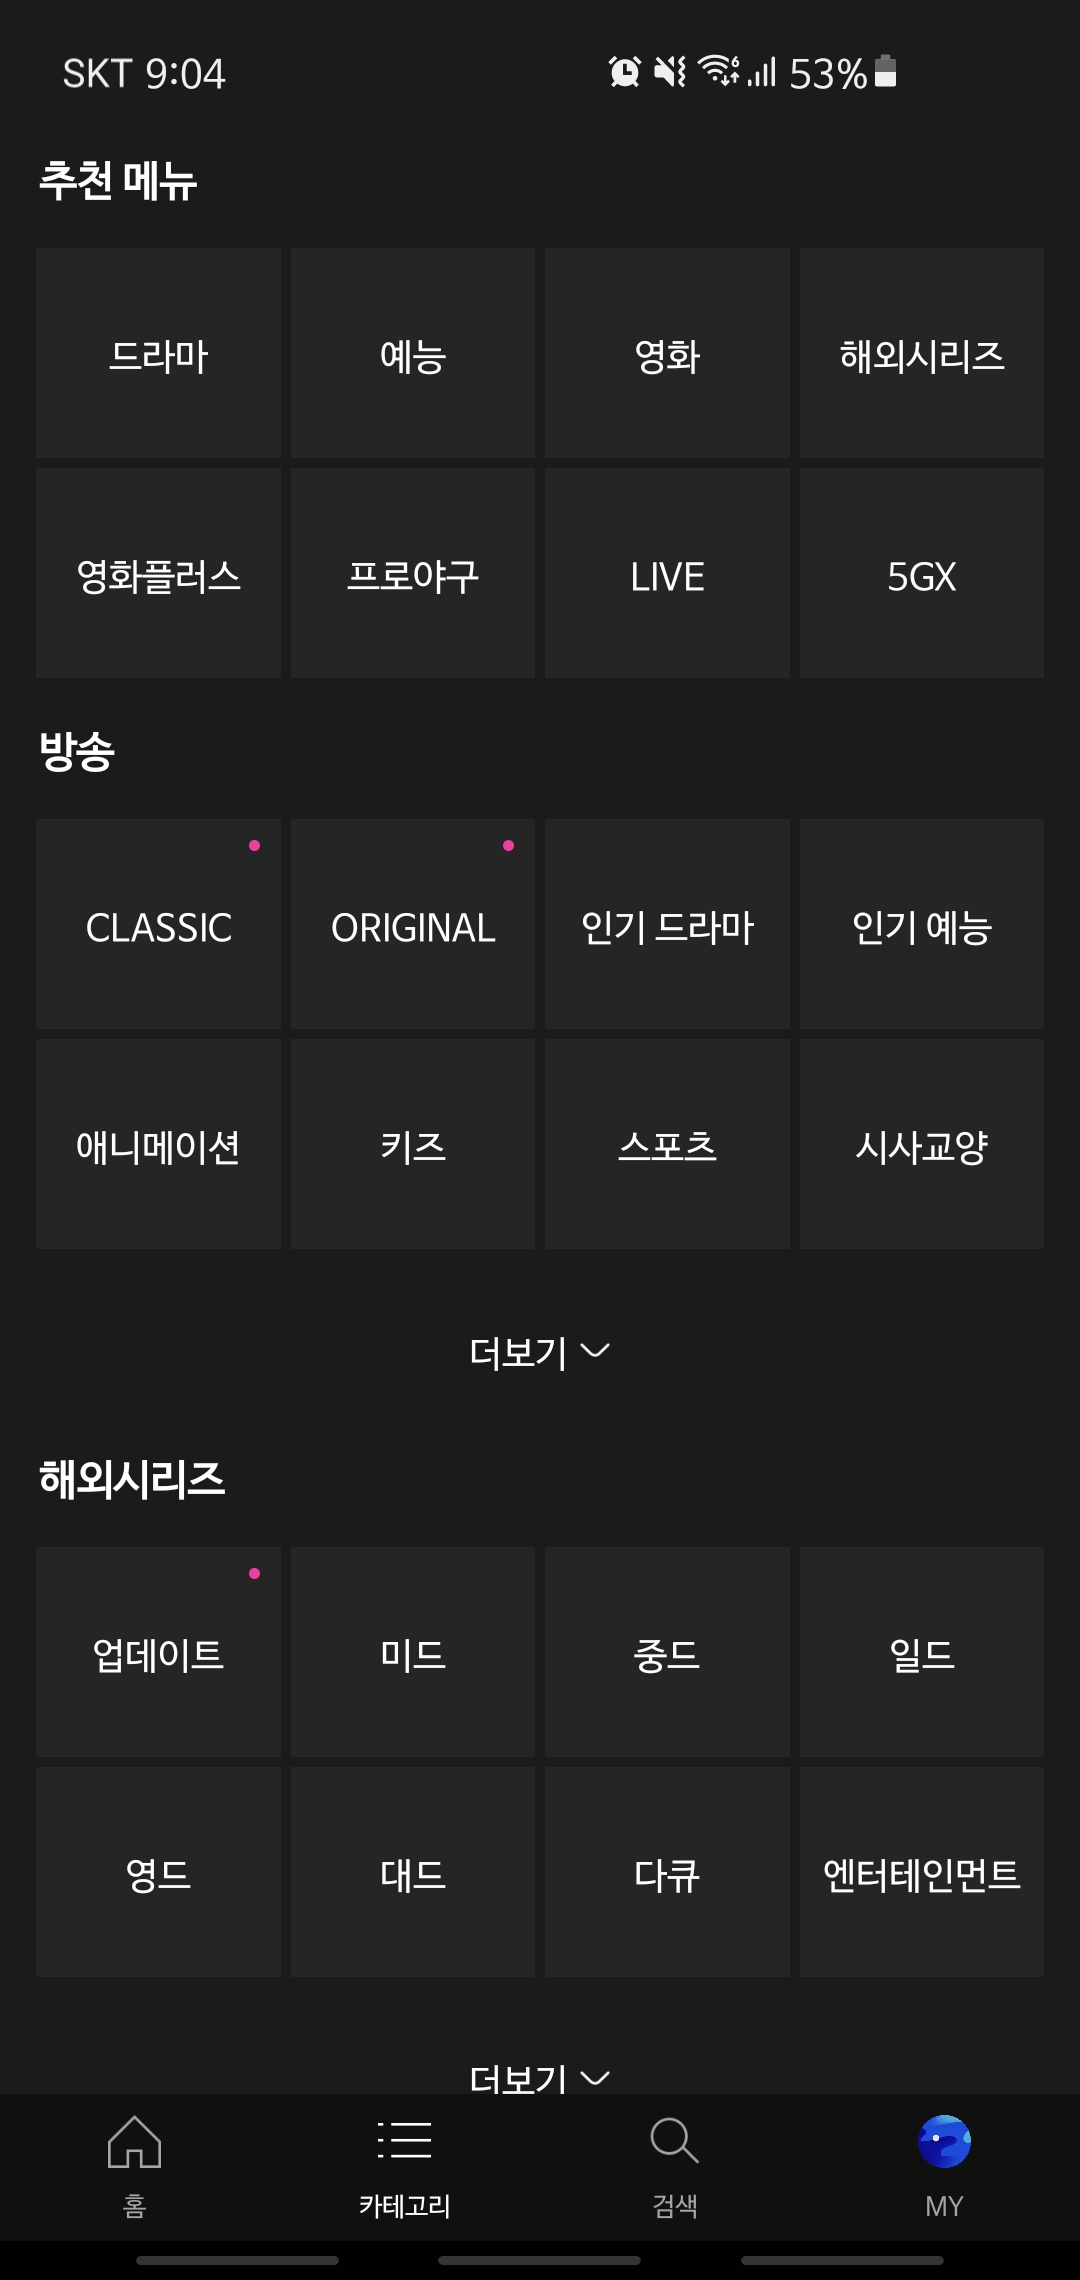 SKT 9:04 53%
추천 메뉴
드라마 예능 영화 해외시리즈
영화플러스 프로야구 LIVE 5GX
방송
CLASSIC ORIGINAL 인기 드라마 인기 예능
애니메이션 키즈 스포츠 시사교양
더보기
해외시리즈
업데이트 미드 중드 일드
영드 대드 다큐 엔터테인먼트
더보기
홈 카테고리 검색 MY